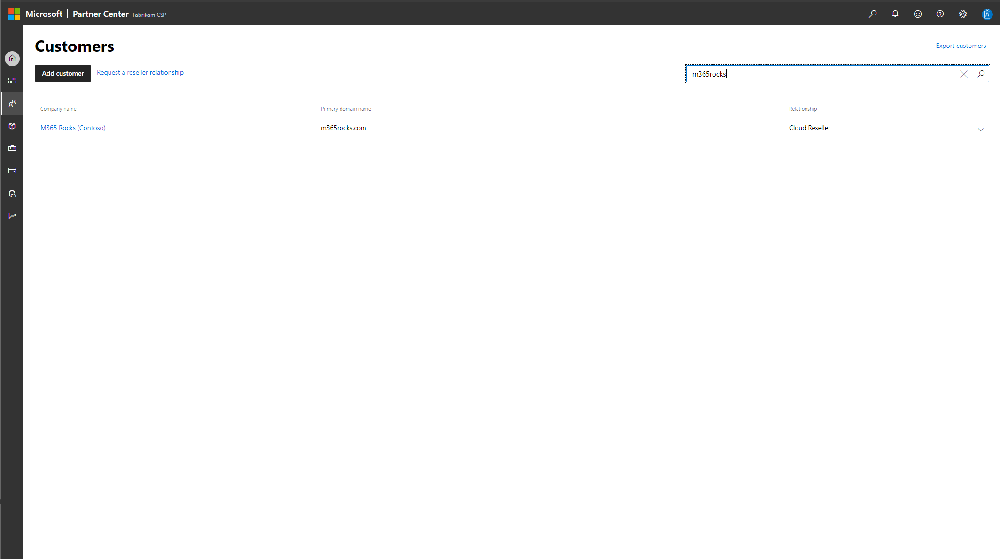 Microsoft | Partner Center Fabrikam CSP
Customers
Export customers
Add customer Request a reseller relationship
m365rocks
Company name Primary domain name Relationship
M365 Rocks (Contoso) m365rocks.com Cloud Reseller